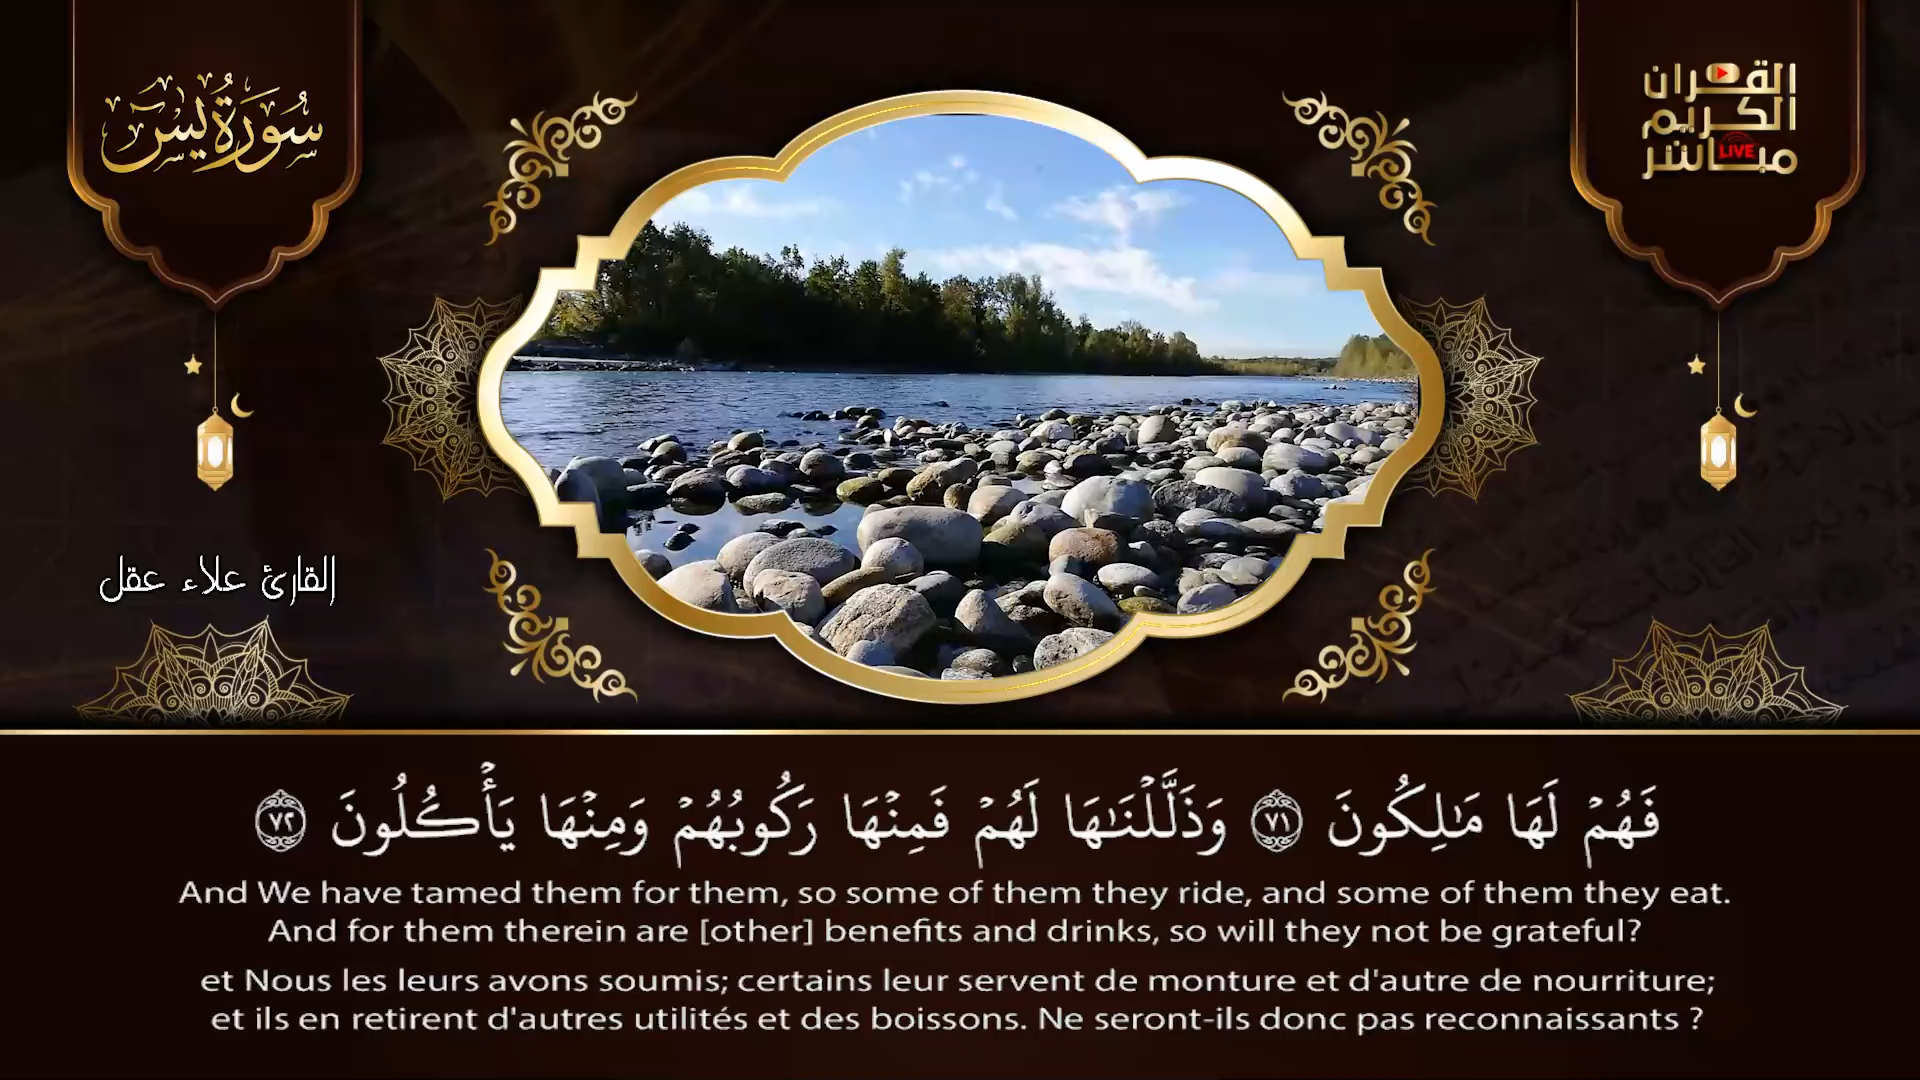 سُورَةُ يس
القران
الكريم
مباشر
LIVE
القارئ علاء عقل
فَهُمۡ لَهَا مَٰلِكُونَ ٧١ وَذَلَّلۡنَٰهَا لَهُمۡ فَمِنۡهَا رَكُوبُهُمۡ وَمِنۡهَا يَأۡكُلُونَ ٧٢
And We have tamed them for them, so some of them they ride, and some of them they eat.
And for them therein are [other] benefits and drinks, so will they not be grateful?
et Nous les leurs avons soumis; certains leur servent de monture et d'autre de nourriture;
et ils en retirent d'autres utilités et des boissons. Ne seront-ils donc pas reconnaissants ?